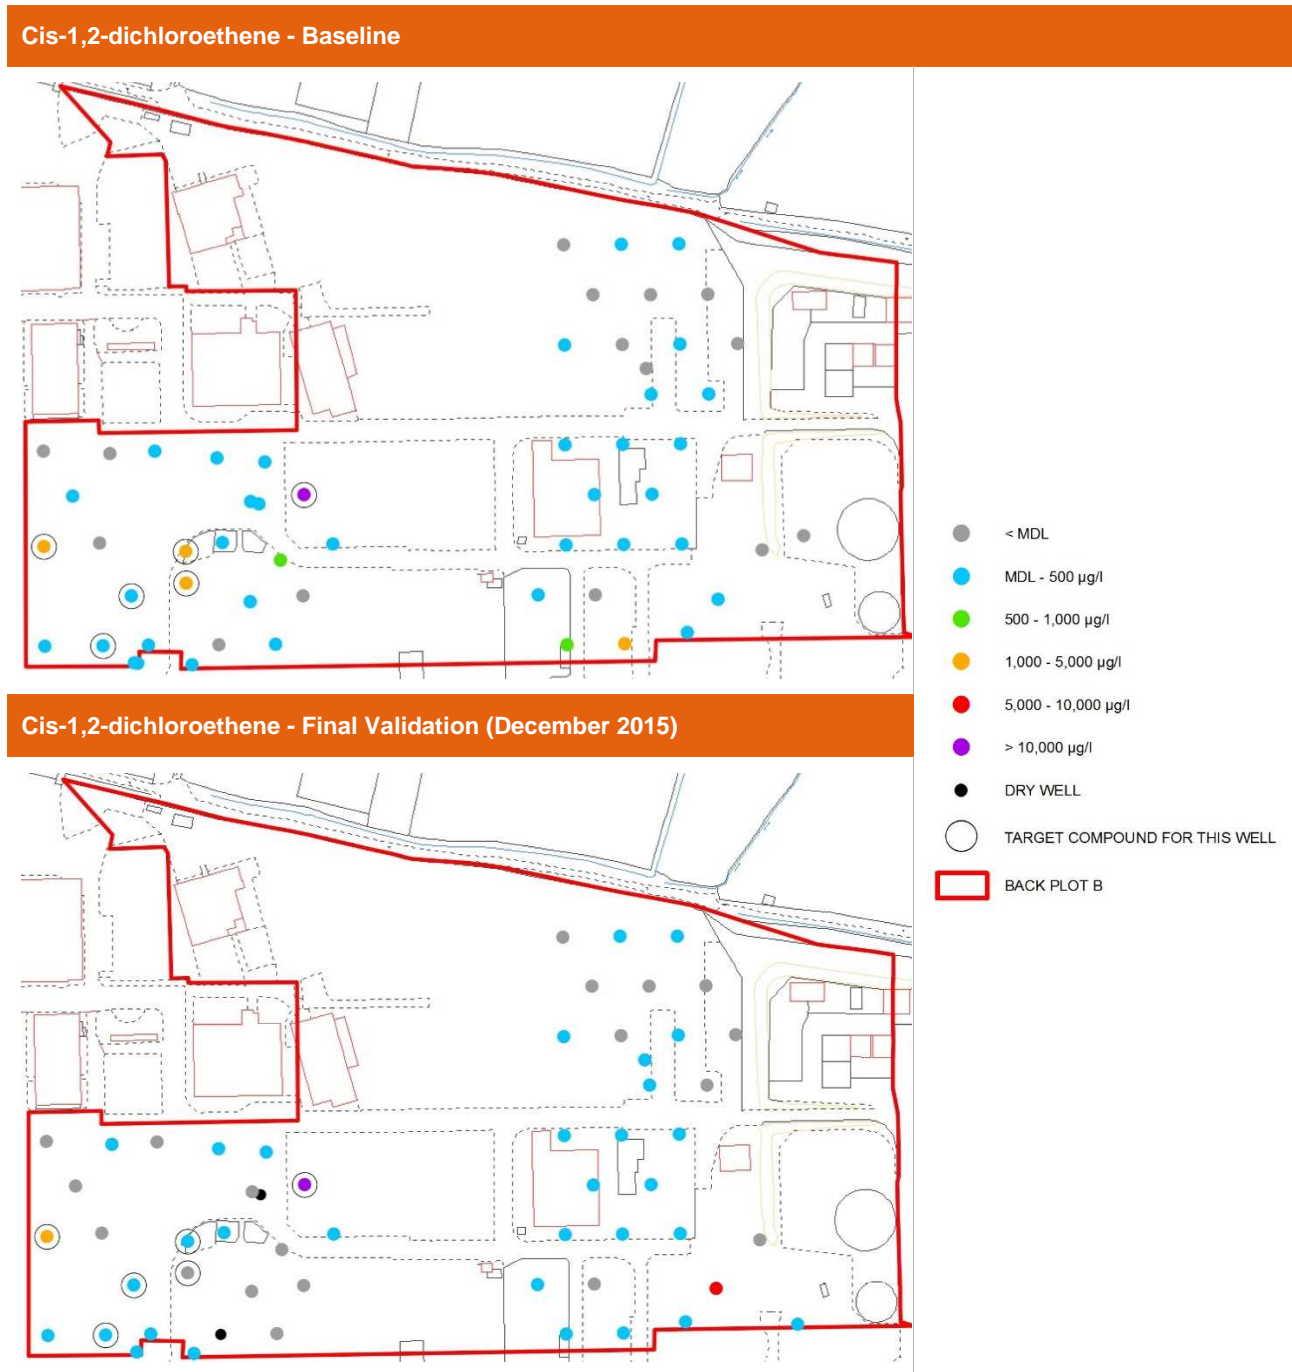 Cis-1,2-dichloroethene - Baseline
< MDL
MDL - 500 µg/l
500 - 1,000 µg/l
1,000 - 5,000 µg/l
5,000 - 10,000 µg/l
> 10,000 µg/l
DRY WELL
TARGET COMPOUND FOR THIS WELL
BACK PLOT B
Cis-1,2-dichloroethene - Final Validation (December 2015)